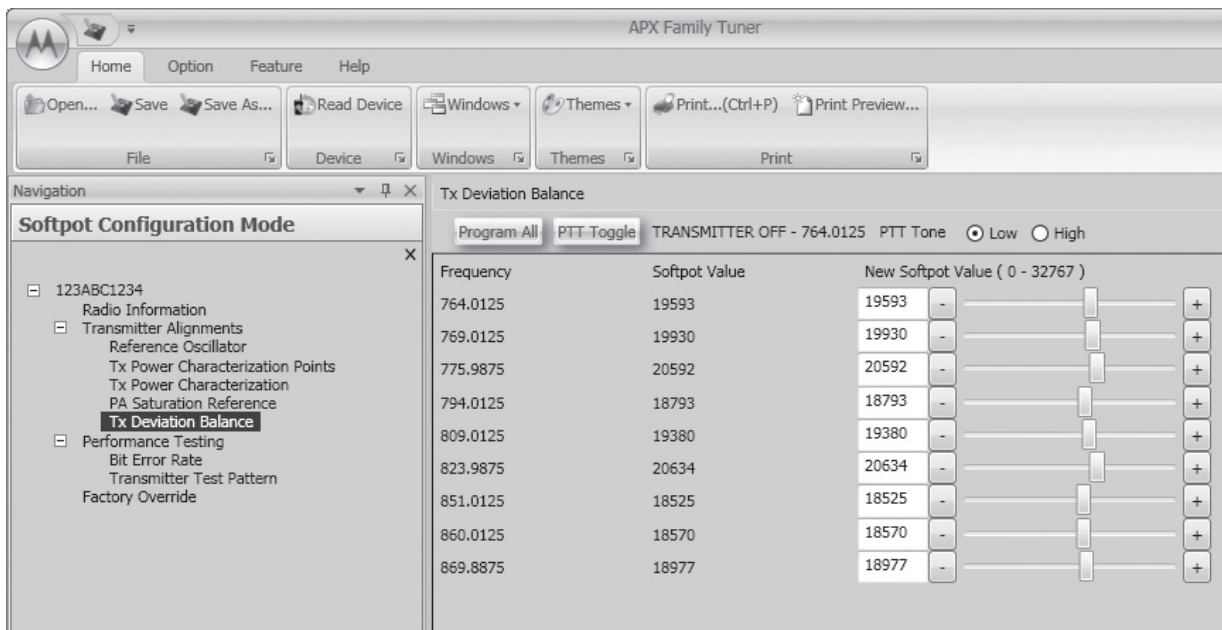 APX Family Tuner
Home Option Feature Help
Open... Save Save As... Read Device Windows Themes Print...(Ctrl+P) Print Preview...
File Device Windows Themes Print
Navigation
Softpot Configuration Mode
123ABC1234
Radio Information
Transmitter Alignments
Reference Oscillator
Tx Power Characterization Points
Tx Power Characterization
PA Saturation Reference
Tx Deviation Balance
Performance Testing
Bit Error Rate
Transmitter Test Pattern
Factory Override
Tx Deviation Balance
Program All PTT Toggle TRANSMITTER OFF - 764.0125 PTT Tone Low High
Frequency Softpot Value New Softpot Value ( 0 - 32767 )
764.0125 19593 19593 - +
769.0125 19930 19930 - +
775.9875 20592 20592 - +
794.0125 18793 18793 - +
809.0125 19380 19380 - +
823.9875 20634 20634 - +
851.0125 18525 18525 - +
860.0125 18570 18570 - +
869.8875 18977 18977 - +